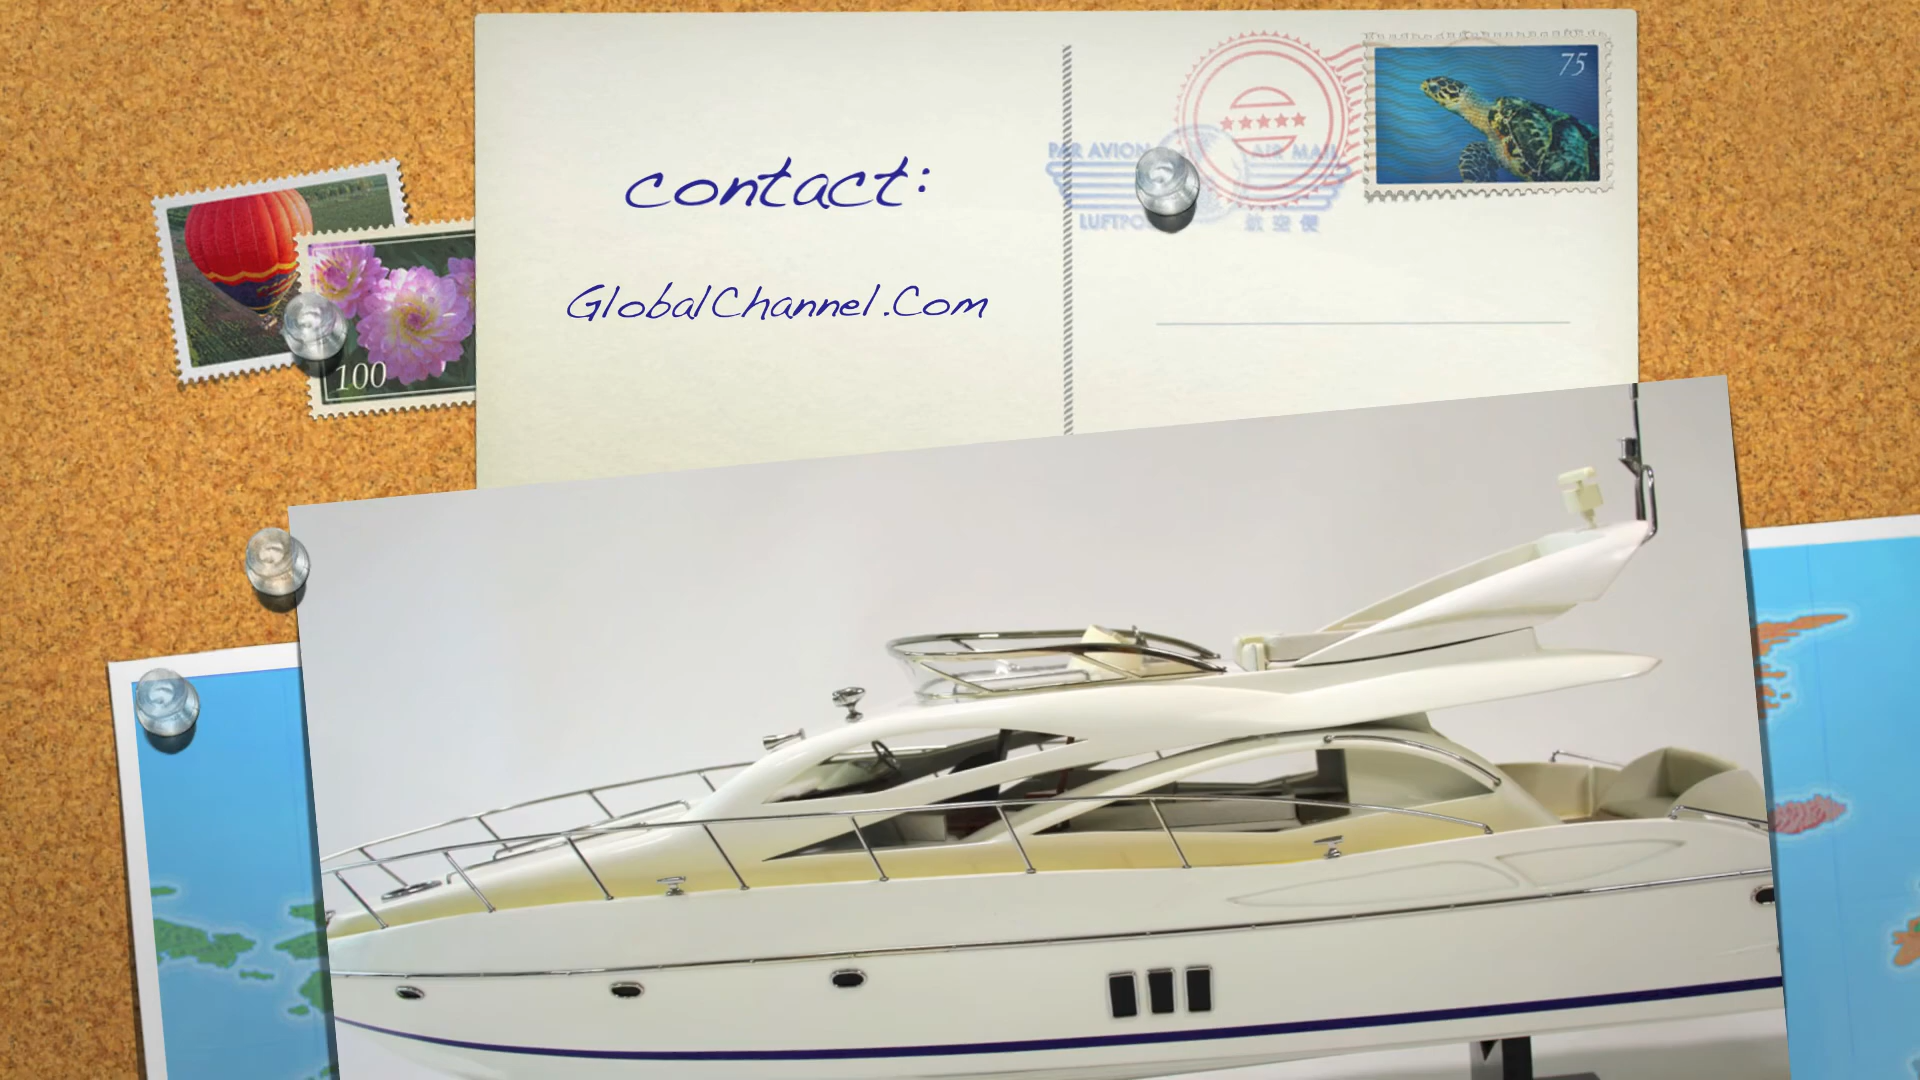 contact:
GlobalChannel.Com
75
PAR AVION
AIR MAIL
LUFTPO
航空便
100